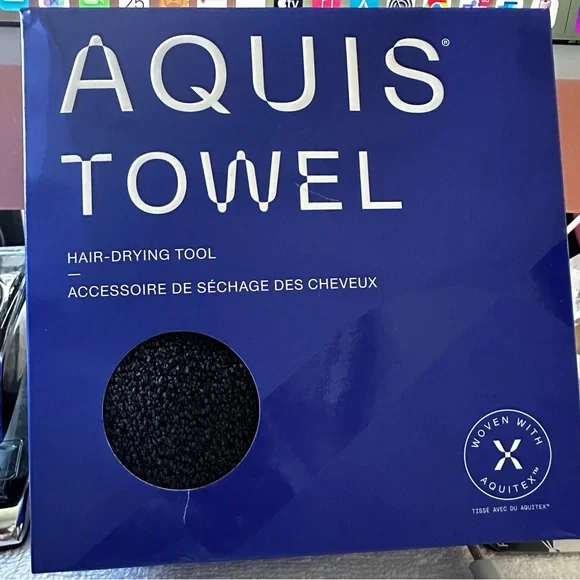 AQUIS®
TOWEL
HAIR-DRYING TOOL
—
ACCESSOIRE DE SÉCHAGE DES CHEVEUX
WOVEN WITH
AQUITEX™
TISSÉ AVEC DU AQUITEX™